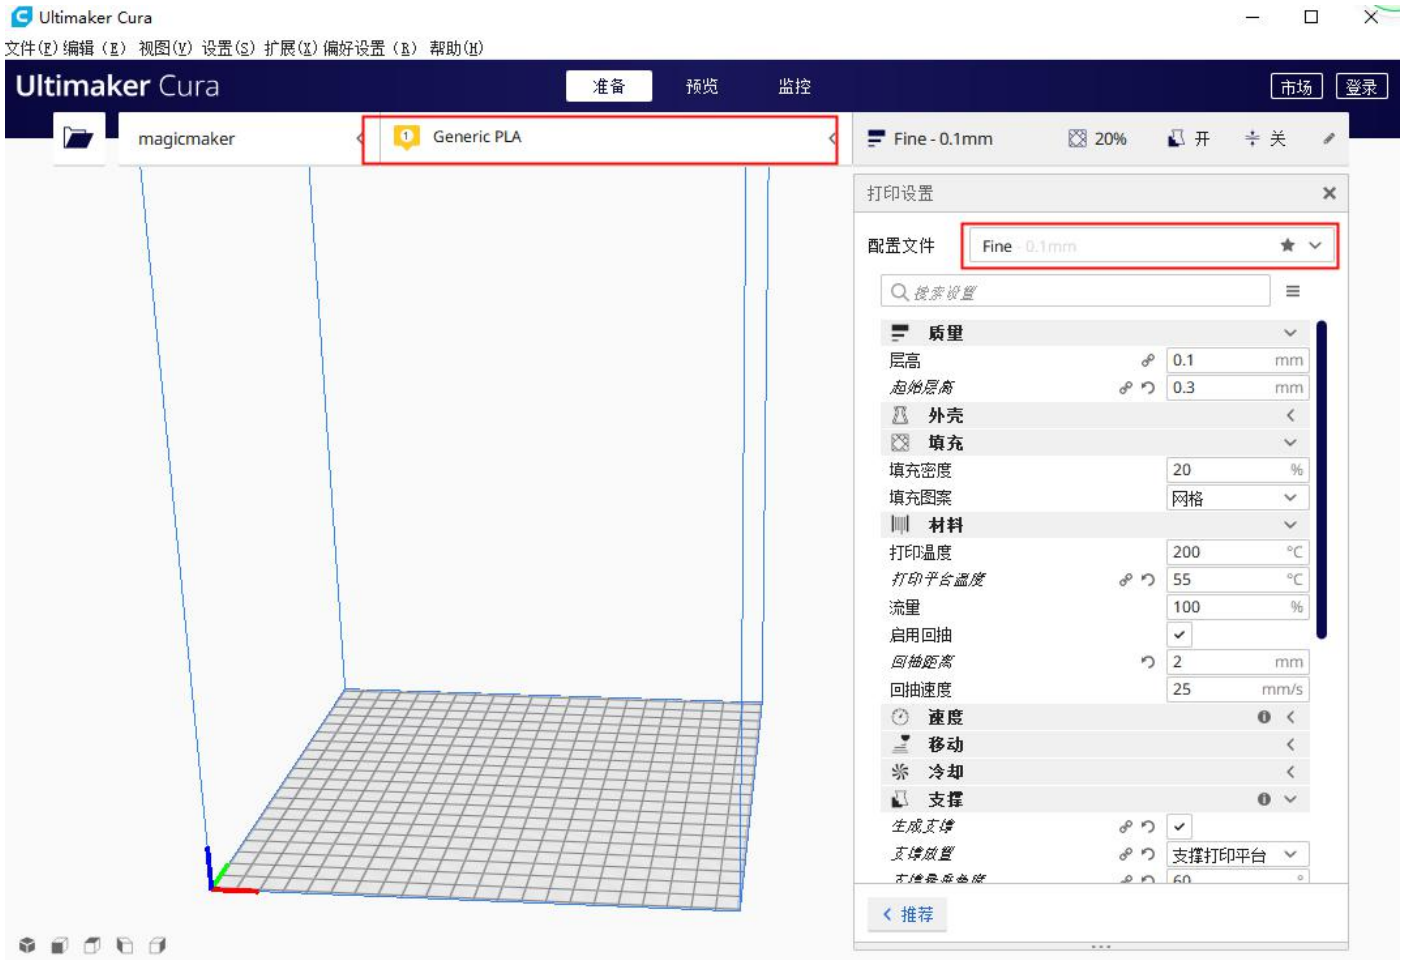 Ultimaker Cura
文件(F) 编辑 (E) 视图(V) 设置(S) 扩展(X) 偏好设置 (R) 帮助(H)
Ultimaker Cura 准备 预览 监控 市场 登录
magicmaker 1 Generic PLA Fine - 0.1mm 20% 开 关
打印设置
配置文件 Fine - 0.1mm
搜索设置
质量
层高 0.1 mm
起始层高 0.3 mm
外壳
填充
填充密度 20 %
填充图案 网格
材料
打印温度 200 °C
打印平台温度 55 °C
流量 100 %
启用回抽
回抽距离 2 mm
回抽速度 25 mm/s
速度
移动
冷却
支撑
生成支撑
支撑放置 支撑打印平台
支撑悬垂角度 60 °
推荐